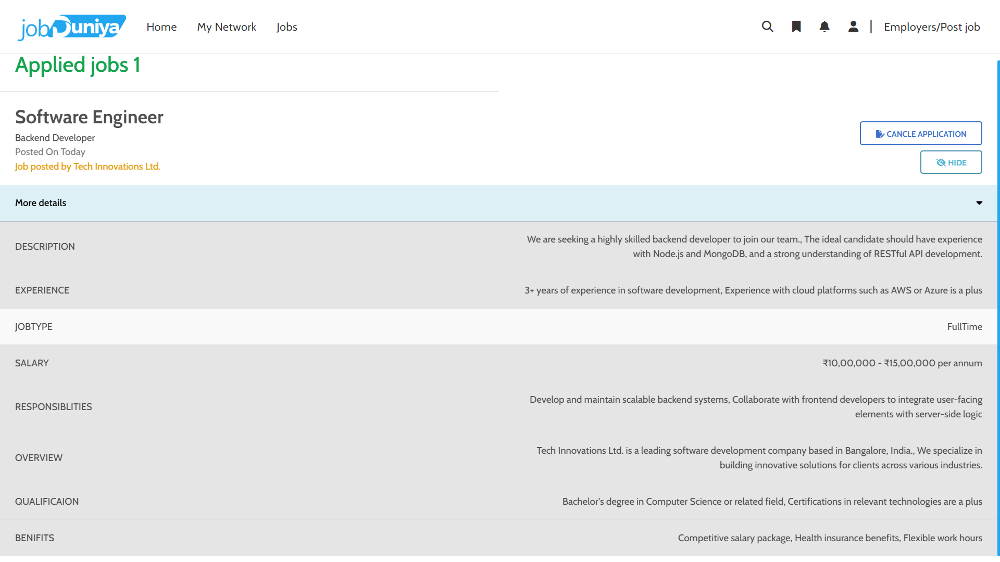 jobDuniya
Home
My Network
Jobs
Employers/Post job
Applied jobs 1
Software Engineer
Backend Developer
Posted On Today
Job posted by Tech Innovations Ltd.
CANCLE APPLICATION
HIDE
More details
DESCRIPTION
We are seeking a highly skilled backend developer to join our team., The ideal candidate should have experience
with Node.js and MongoDB, and a strong understanding of RESTful API development.
EXPERIENCE
3+ years of experience in software development, Experience with cloud platforms such as AWS or Azure is a plus
JOBTYPE
FullTime
SALARY
₹10,00,000 - ₹15,00,000 per annum
RESPONSIBLITIES
Develop and maintain scalable backend systems, Collaborate with frontend developers to integrate user-facing
elements with server-side logic
OVERVIEW
Tech Innovations Ltd. is a leading software development company based in Bangalore, India., We specialize in
building innovative solutions for clients across various industries.
QUALIFICAION
Bachelor's degree in Computer Science or related field, Certifications in relevant technologies are a plus
BENIFITS
Competitive salary package, Health insurance benefits, Flexible work hours